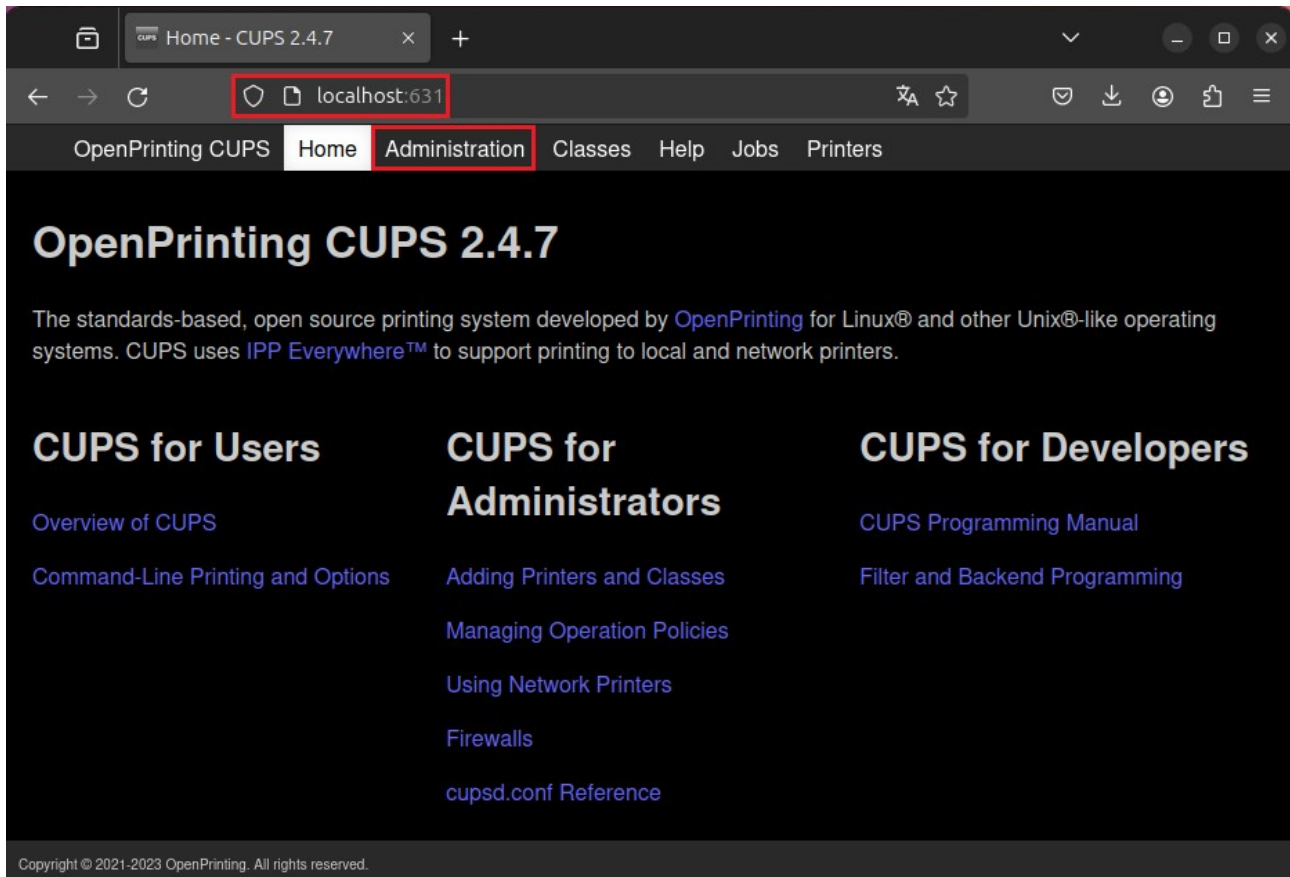 CUPS Home - CUPS 2.4.7
localhost:631
OpenPrinting CUPS Home Administration Classes Help Jobs Printers
OpenPrinting CUPS 2.4.7
The standards-based, open source printing system developed by OpenPrinting for Linux® and other Unix®-like operating
systems. CUPS uses IPP Everywhere™ to support printing to local and network printers.
CUPS for Users
Overview of CUPS
Command-Line Printing and Options
CUPS for
Administrators
Adding Printers and Classes
Managing Operation Policies
Using Network Printers
Firewalls
cupsd.conf Reference
CUPS for Developers
CUPS Programming Manual
Filter and Backend Programming
Copyright © 2021-2023 OpenPrinting. All rights reserved.